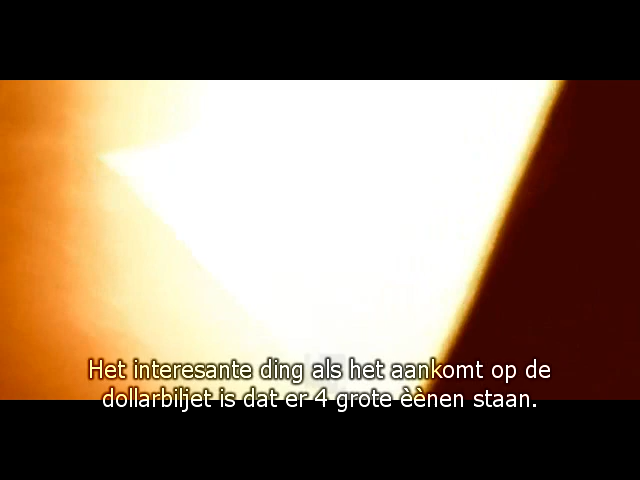 Het interesante ding als het aankomt op de
dollarbiljet is dat er 4 grote èènen staan.